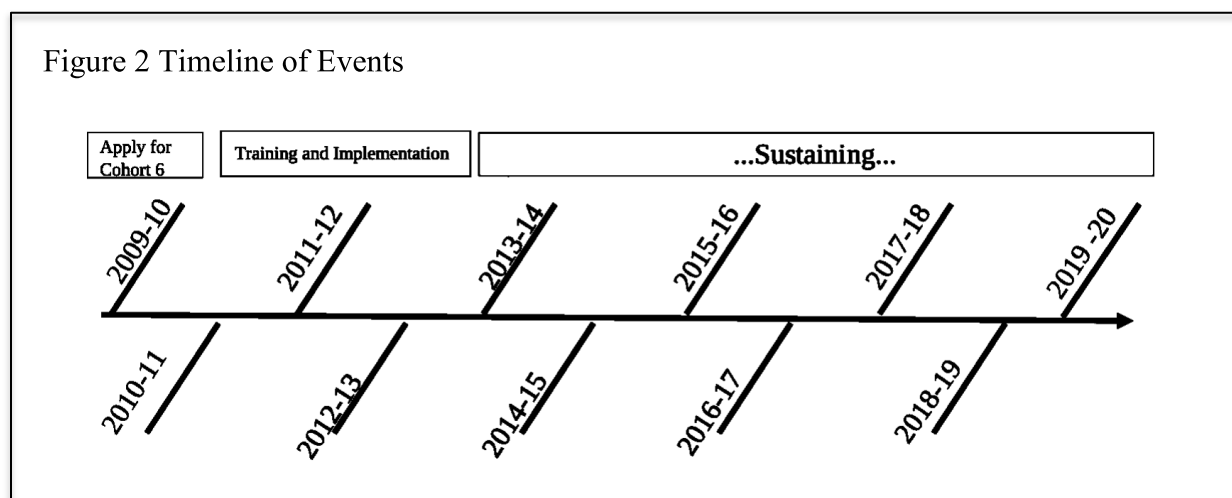 Figure 2 Timeline of Events
Apply for
Cohort 6
Training and Implementation
...Sustaining...
2009-10
2011-12
2013-14
2015-16
2017-18
2019 -20
2010-11
2012-13
2014-15
2016-17
2018-19